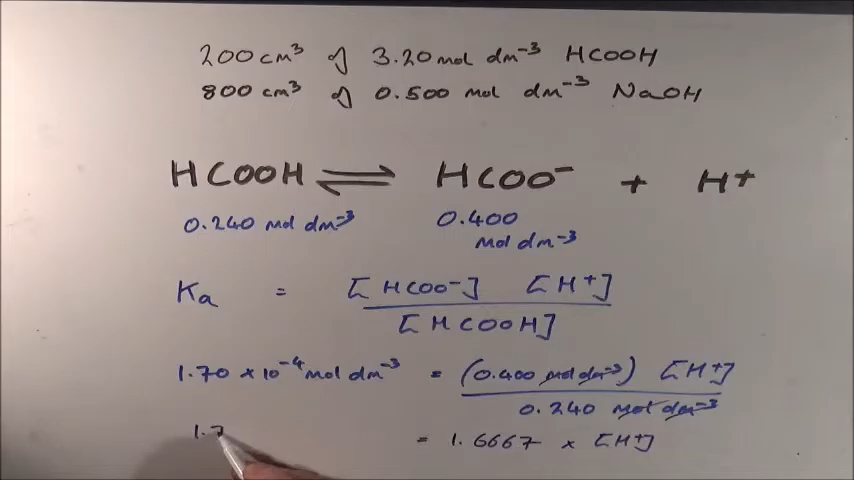 200 cm³ of 3.20 mol dm⁻³ HCOOH
800 cm³ of 0.500 mol dm⁻³ NaOH
HCOOH ⇌ HCOO⁻ + H⁺
0.240 mol dm⁻³ 0.400
mol dm⁻³
Ka = [HCOO⁻] [H⁺]
[HCOOH]
1.70 × 10⁻⁴ mol dm⁻³ = (0.400 mol dm⁻³) [H⁺]
0.240 mol dm⁻³
1.7 = 1.6667 × [H⁺]